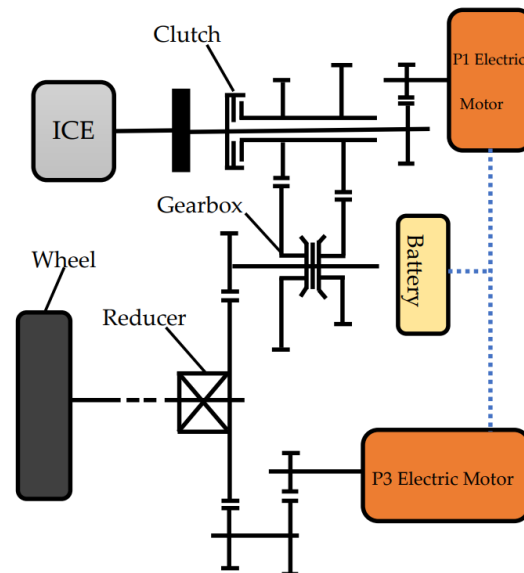 Clutch
P1 Electric
Motor
ICE
Gearbox
Wheel
Battery
Reducer
P3 Electric Motor